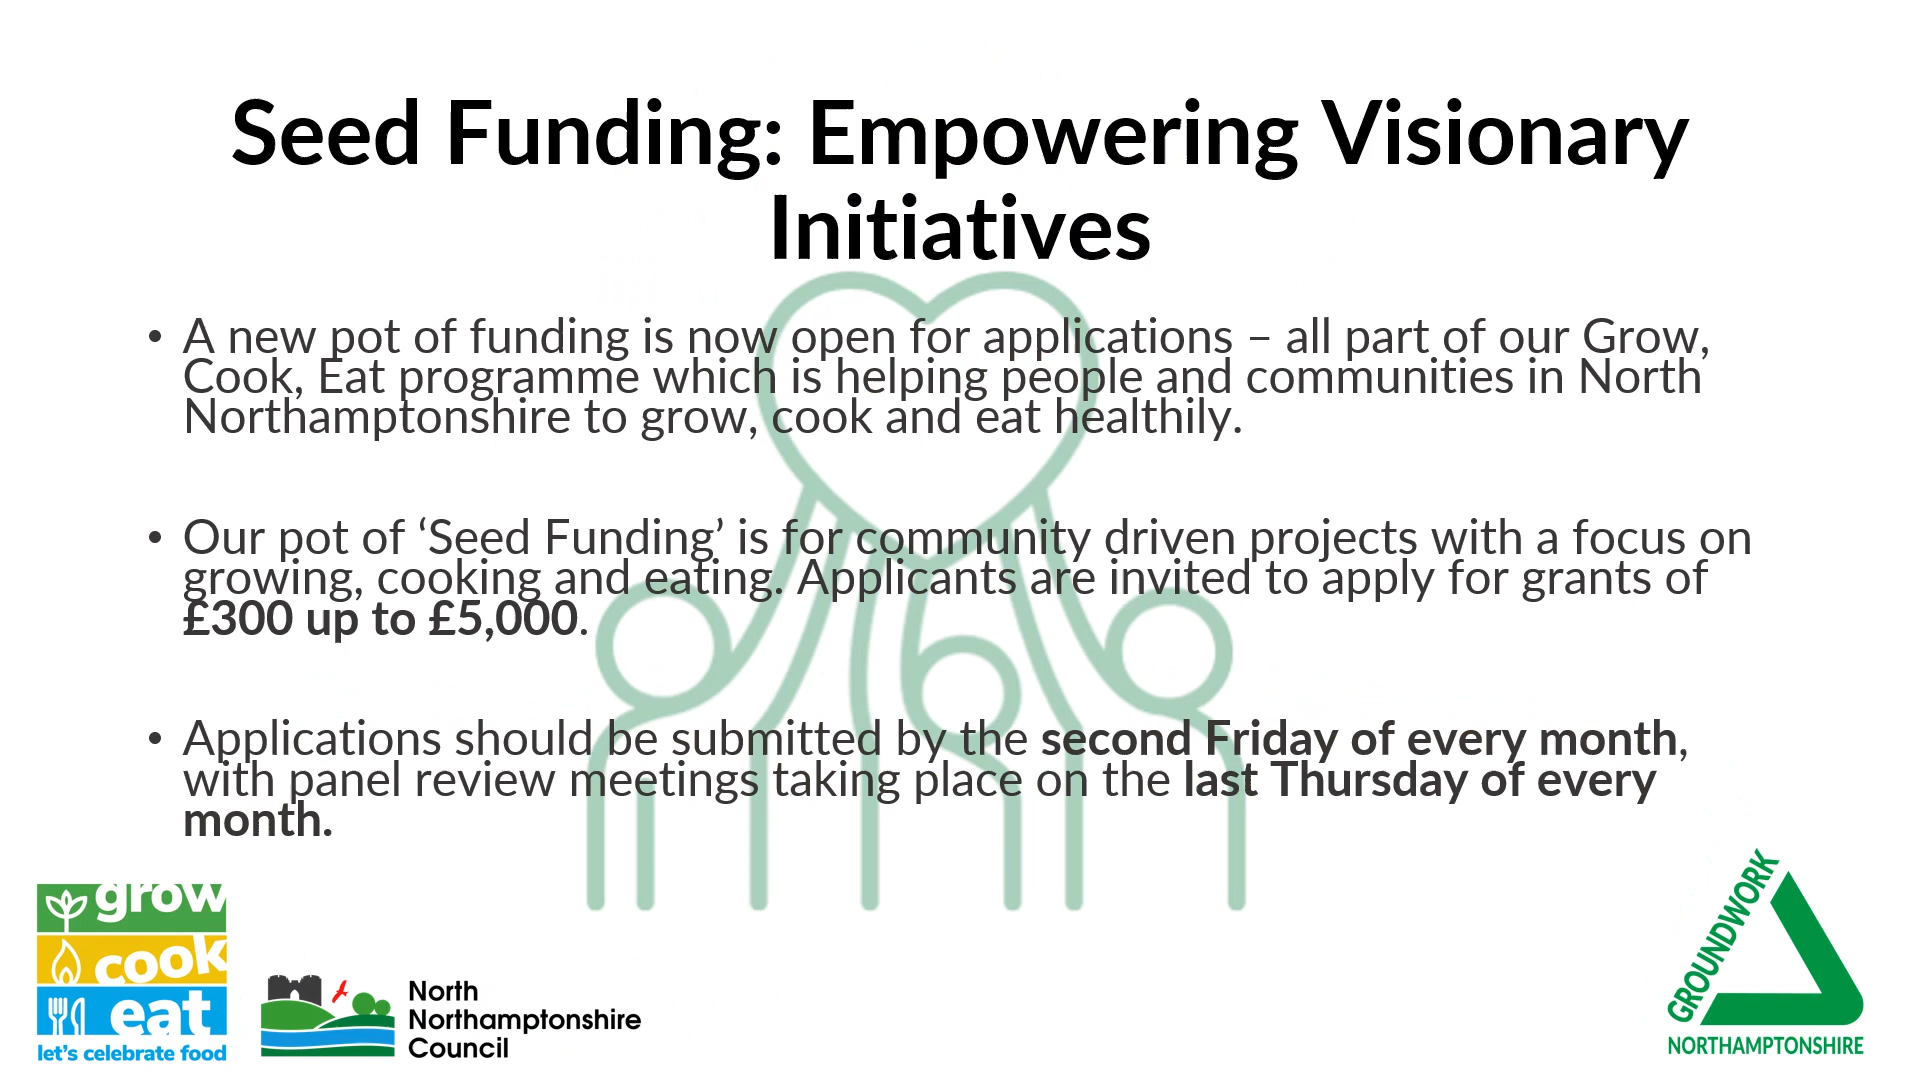 Seed Funding: Empowering Visionary
Initiatives
• A new pot of funding is now open for applications – all part of our Grow,
Cook, Eat programme which is helping people and communities in North
Northamptonshire to grow, cook and eat healthily.
• Our pot of ‘Seed Funding’ is for community driven projects with a focus on
growing, cooking and eating. Applicants are invited to apply for grants of
£300 up to £5,000.
• Applications should be submitted by the second Friday of every month,
with panel review meetings taking place on the last Thursday of every
month.
grow
cook
eat
let's celebrate food
North
Northamptonshire
Council
GROUNDWORK
NORTHAMPTONSHIRE